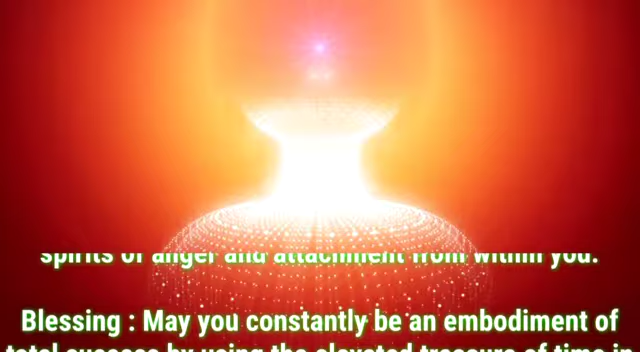 spirits of anger and attachment from within you.
Blessing : May you constantly be an embodiment of
total success by using the elevated treasure of time in